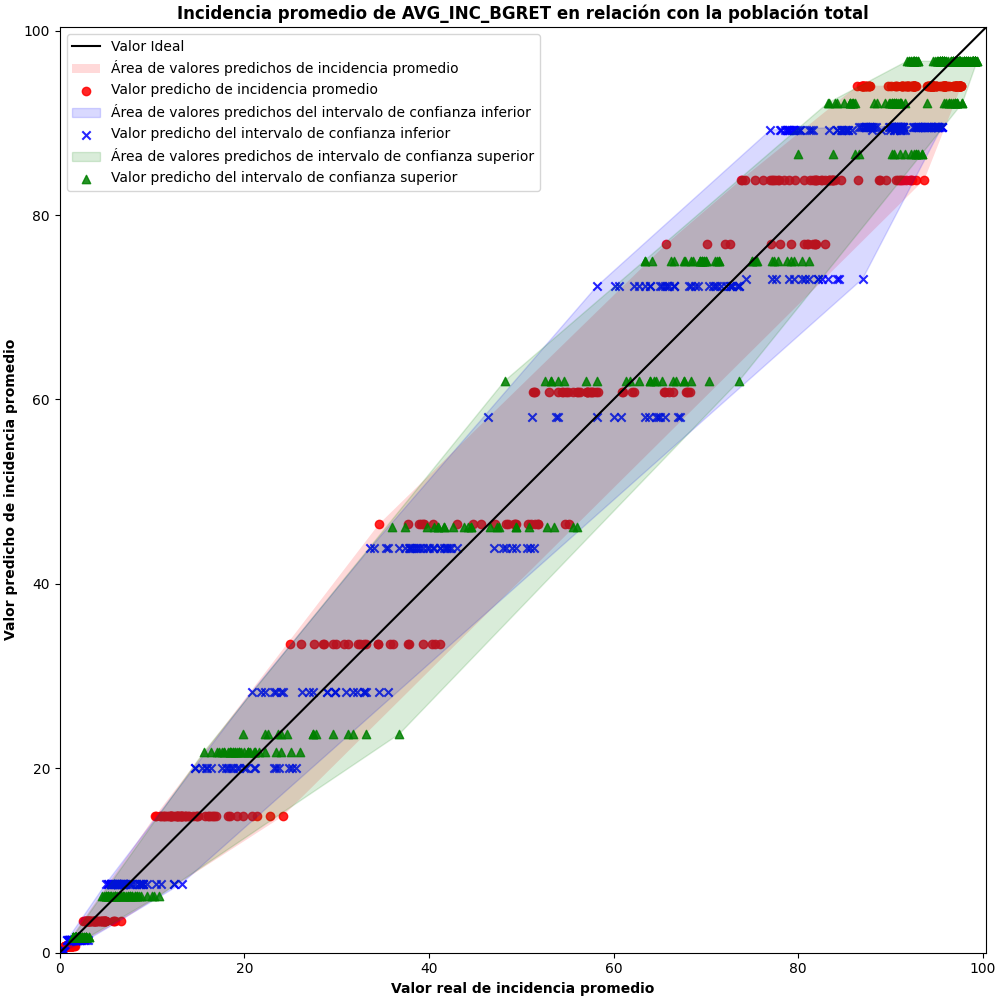 Incidencia promedio de AVG_INC_BGRET en relación con la población total
Valor Ideal
Área de valores predichos de incidencia promedio
Valor predicho de incidencia promedio
Área de valores predichos del intervalo de confianza inferior
Valor predicho del intervalo de confianza inferior
Área de valores predichos de intervalo de confianza superior
Valor predicho del intervalo de confianza superior
Valor predicho de incidencia promedio
100
80
60
40
20
0
0 20 40 60 80 100
Valor real de incidencia promedio